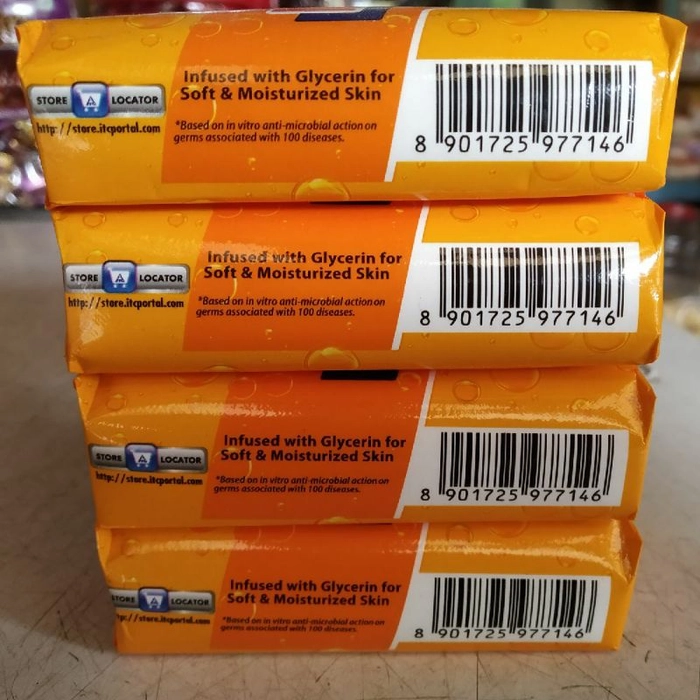 STORE LOCATOR
http://store.itcportal.com
Infused with Glycerin for
Soft & Moisturized Skin
*Based on in vitro anti-microbial action on
germs associated with 100 diseases.
8 901725 977146
STORE LOCATOR
http://store.itcportal.com
Infused with Glycerin for
Soft & Moisturized Skin
*Based on in vitro anti-microbial action on
germs associated with 100 diseases.
8 901725 977146
STORE LOCATOR
http://store.itcportal.com
Infused with Glycerin for
Soft & Moisturized Skin
*Based on in vitro anti-microbial action on
germs associated with 100 diseases.
8 901725 977146
STORE LOCATOR
tp://store.itcportal.com
Infused with Glycerin for
Soft & Moisturized Skin
*Based on in vitro anti-microbial action on
germs associated with 100 diseases.
8 901725 977146